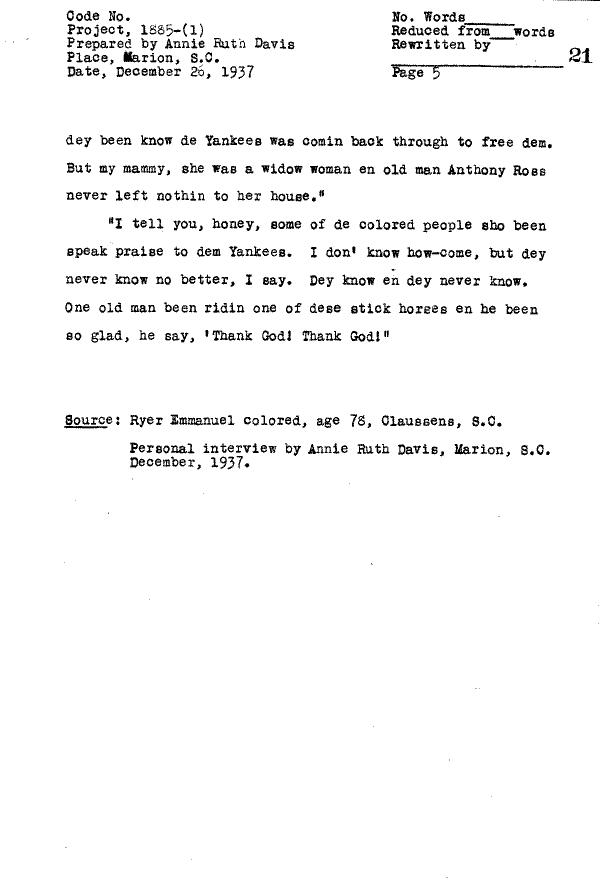 Code No.
Project, 1885-(1)
Prepared by Annie Ruth Davis
Place, Marion, S.C.
Date, December 26, 1937
No. Words______
Reduced from___words
Rewritten by___
21
Page 5
dey been know de Yankees was comin back through to free dem.
But my mammy, she was a widow woman en old man Anthony Ross
never left nothin to her house."
"I tell you, honey, some of de colored people sho been
speak praise to dem Yankees. I don' know how-come, but dey
never know no better, I say. Dey know en dey never know.
One old man been ridin one of dese stick horses en he been
so glad, he say, 'Thank God! Thank God!"
Source: Ryer Emmanuel colored, age 78, Claussens, S.C.
Personal interview by Annie Ruth Davis, Marion, S.C.
December, 1937.